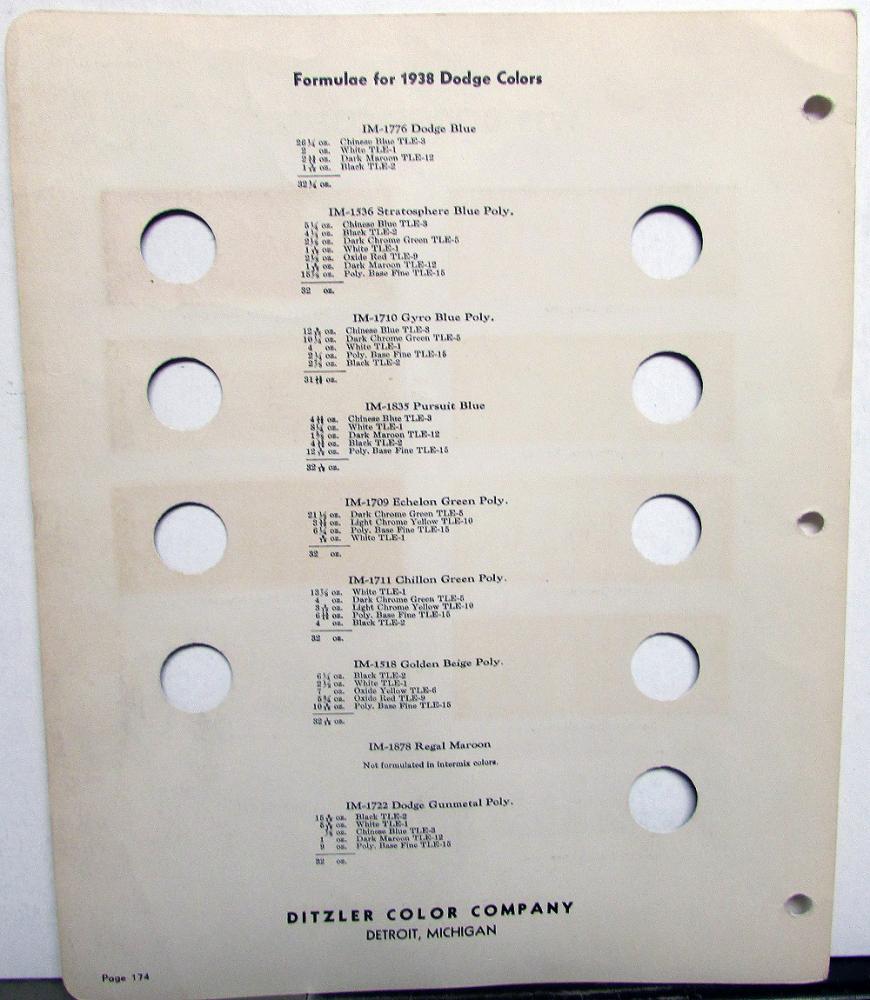 Formulae for 1938 Dodge Colors
IM-1776 Dodge Blue
26¼ oz. Chinese Blue TLE-3
2 oz. White TLE-1
oz. Dark Maroon TLE-12
oz. Black TLE-2
32¼ oz.
IM-1536 Stratosphere Blue Poly.
oz. Chinese Blue TLE-3
oz. Black TLE-2
oz. Dark Chrome Green TLE-5
oz. White TLE-1
oz. Oxide Red TLE-9
oz. Dark Maroon TLE-12
oz. Poly. Base Fine TLE-15
32 oz.
IM-1710 Gyro Blue Poly.
oz. Chinese Blue TLE-3
oz. Dark Chrome Green TLE-5
4 oz. White TLE-1
oz. Poly. Base Fine TLE-15
oz. Black TLE-2
oz.
IM-1835 Pursuit Blue
oz. Chinese Blue TLE-3
oz. White TLE-1
oz. Dark Maroon TLE-12
oz. Black TLE-2
oz. Poly. Base Fine TLE-15
oz.
IM-1709 Echelon Green Poly.
oz. Dark Chrome Green TLE-5
oz. Light Chrome Yellow TLE-10
oz. Poly. Base Fine TLE-15
oz. White TLE-1
32 oz.
IM-1711 Chillon Green Poly.
oz. White TLE-1
4 oz. Dark Chrome Green TLE-5
oz. Light Chrome Yellow TLE-10
oz. Poly. Base Fine TLE-15
4 oz. Black TLE-2
32 oz.
IM-1518 Golden Beige Poly.
oz. Black TLE-2
oz. White TLE-1
7 oz. Oxide Yellow TLE-6
oz. Oxide Red TLE-9
oz. Poly. Base Fine TLE-15
oz.
IM-1878 Regal Maroon
Not formulated in intermix colors.
IM-1722 Dodge Gunmetal Poly.
oz. Black TLE-2
oz. White TLE-1
oz. Chinese Blue TLE-3
1 oz. Dark Maroon TLE-12
9 oz. Poly. Base Fine TLE-15
32 oz.
DITZLER COLOR COMPANY
DETROIT, MICHIGAN
Page 174